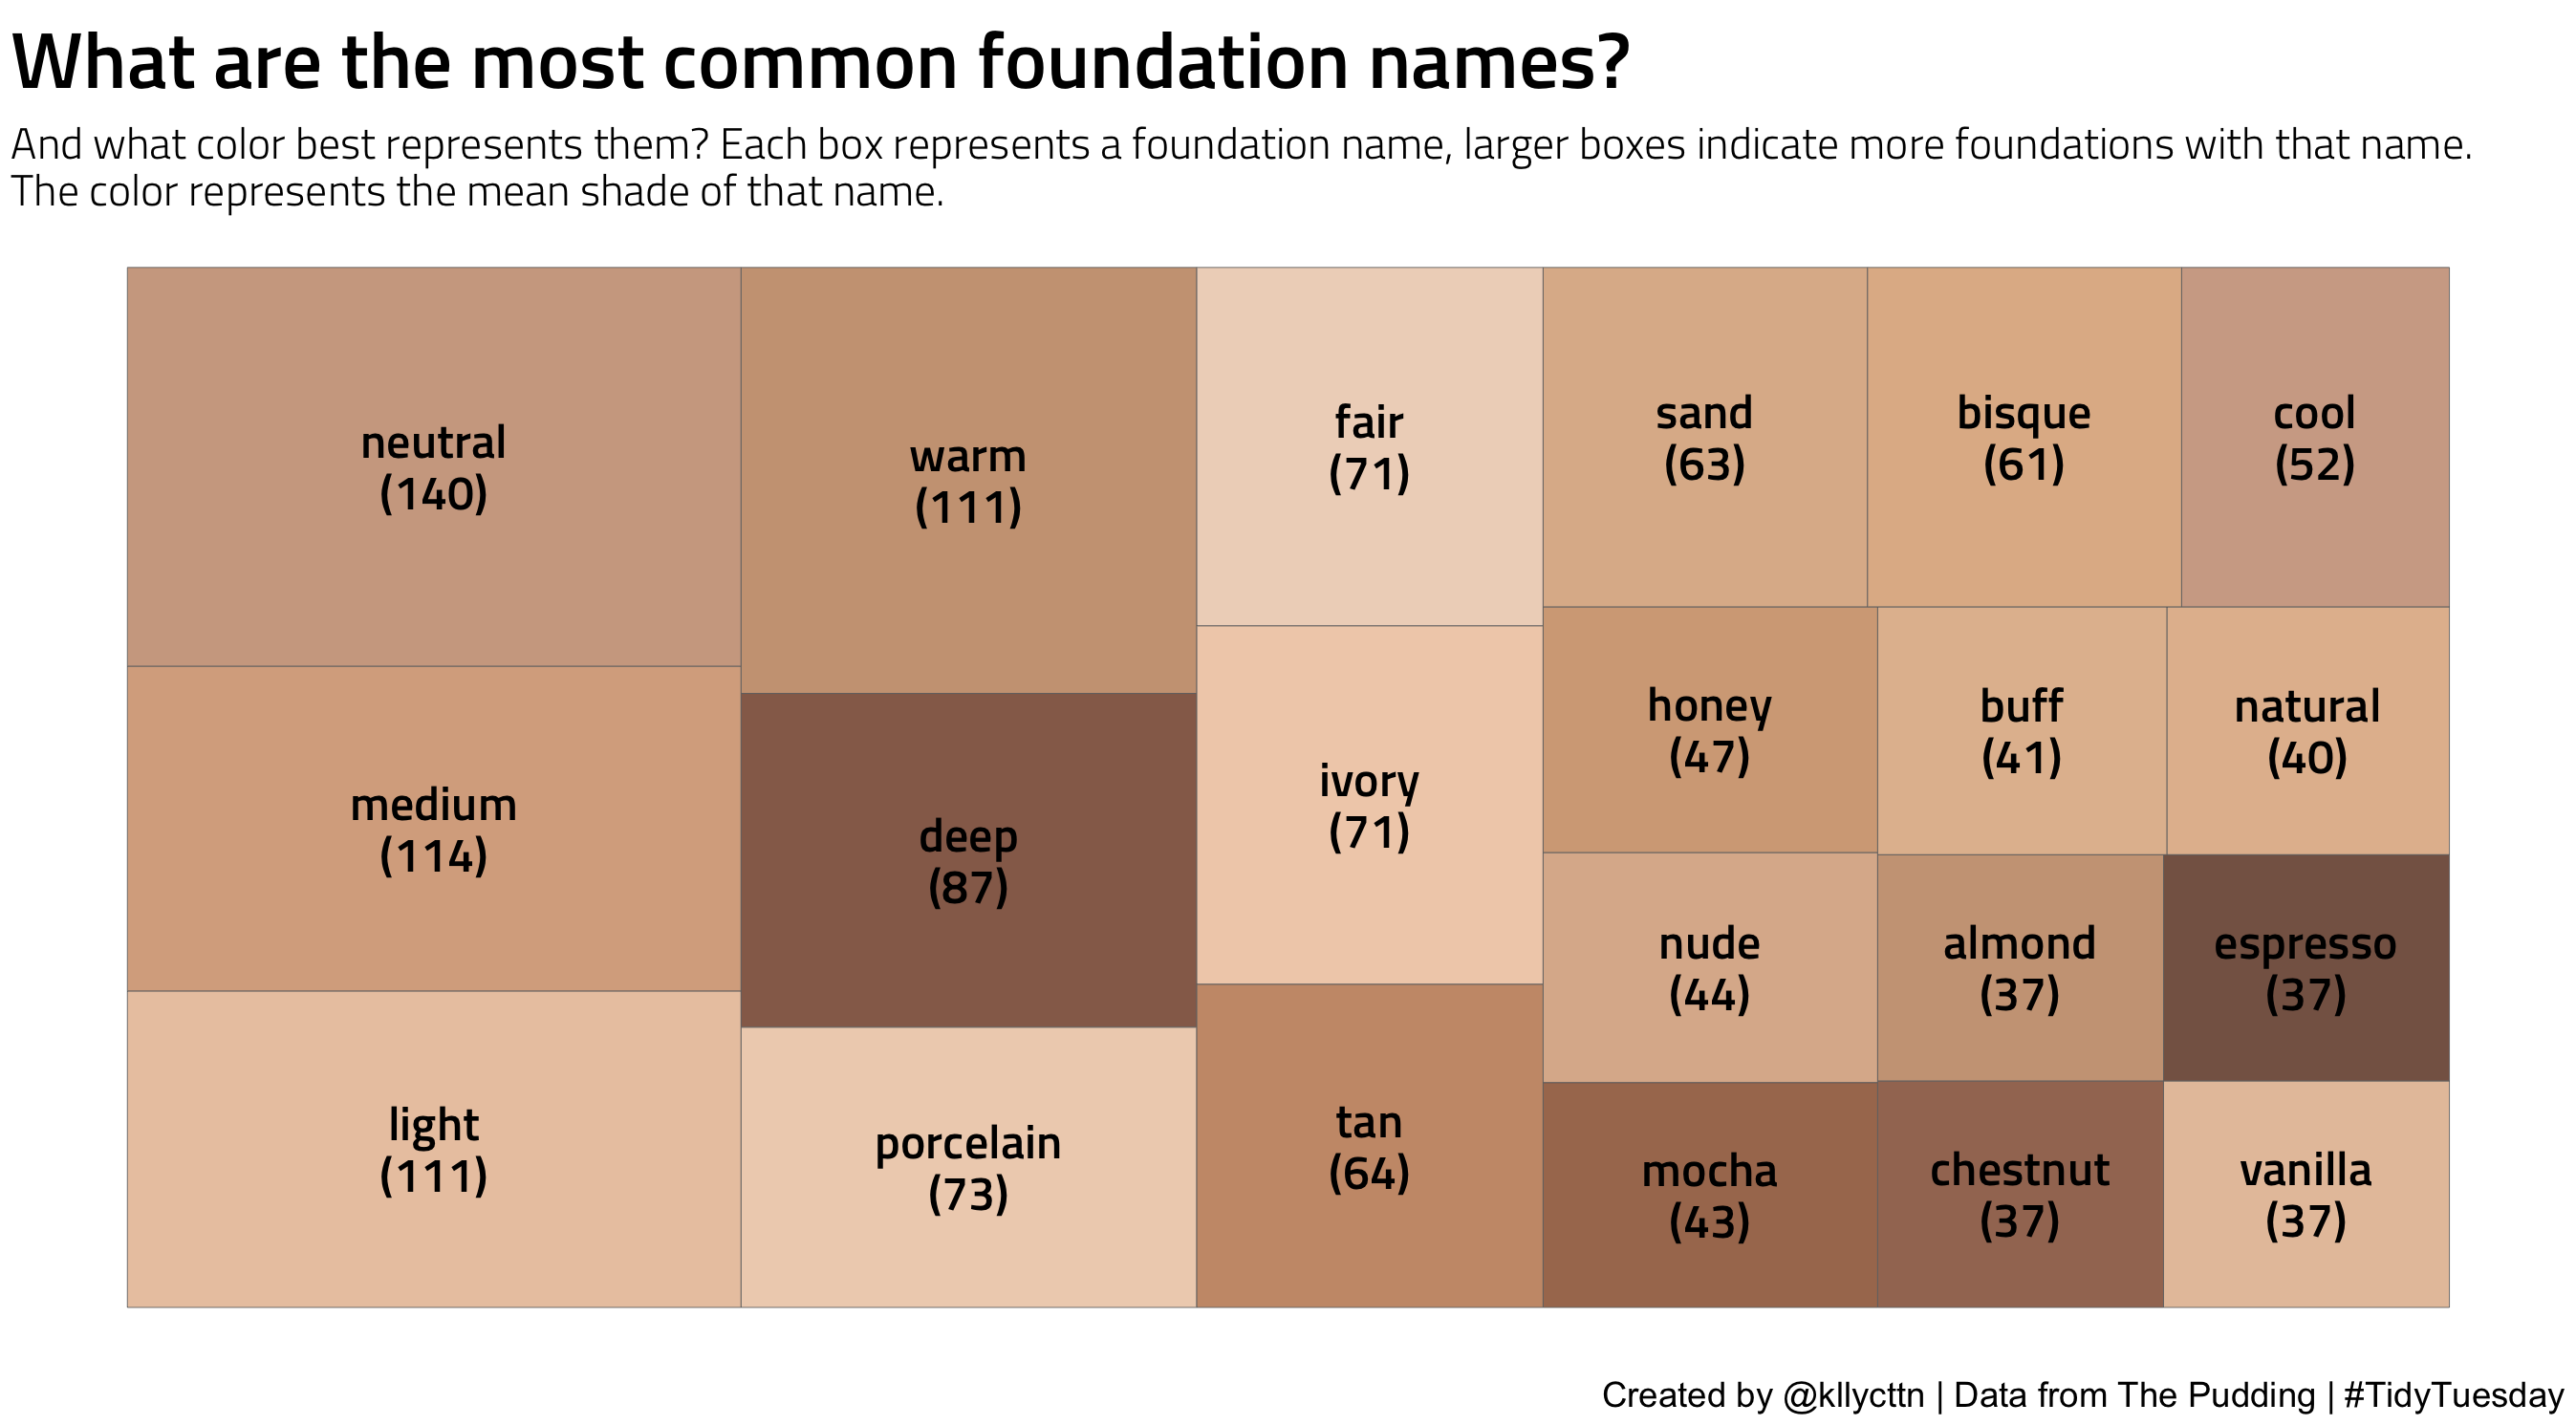 What are the most common foundation names?
And what color best represents them? Each box represents a foundation name, larger boxes indicate more foundations with that name.
The color represents the mean shade of that name.
neutral
(140)
medium
(114)
light
(111)
warm
(111)
deep
(87)
porcelain
(73)
fair
(71)
ivory
(71)
tan
(64)
sand
(63)
bisque
(61)
cool
(52)
honey
(47)
buff
(41)
natural
(40)
nude
(44)
almond
(37)
espresso
(37)
mocha
(43)
chestnut
(37)
vanilla
(37)
Created by @kllycttn | Data from The Pudding | #TidyTuesday